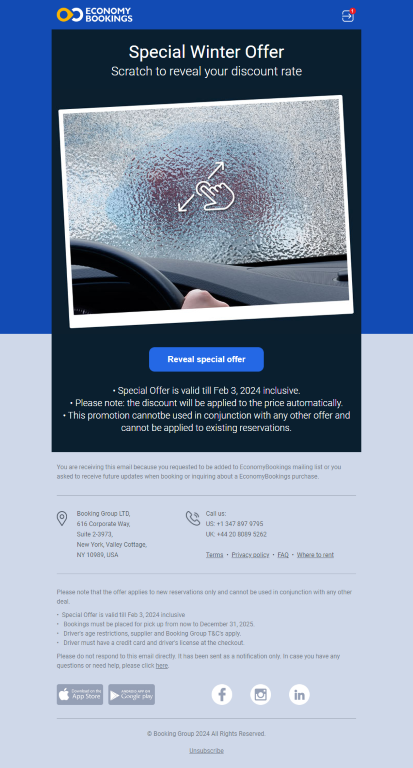 ECONOMY
BOOKINGS
1
Special Winter Offer
Scratch to reveal your discount rate
Reveal special offer
• Special Offer is valid till Feb 3, 2024 inclusive.
• Please note: the discount will be applied to the price automatically.
• This promotion cannotbe used in conjunction with any other offer and
cannot be applied to existing reservations.
You are receiving this email because you requested to be added to EconomyBookings mailing list or you
asked to receive future updates when booking or inquiring about a EconomyBookings purchase.
Booking Group LTD,
616 Corporate Way,
Suite 2-3973,
New York, Valley Cottage,
NY 10989, USA
Call us:
US: +1 347 897 9795
UK: +44 20 8089 5262
Terms • Privacy policy • FAQ • Where to rent
Please note that the offer applies to new reservations only and cannot be used in conjunction with any other
deal.
• Special Offer is valid till Feb 3, 2024 inclusive
• Bookings must be placed for pick up from now to December 31, 2025.
• Driver's age restrictions, supplier and Booking Group T&C's apply.
• Driver must have a credit card and driver's license at the checkout.
Please do not respond to this email directly. It has been sent as a notification only. In case you have any
questions or need help, please click here.
Download on the
App Store
Google play
in
© Booking Group 2024 All Rights Reserved.
Unsubscribe